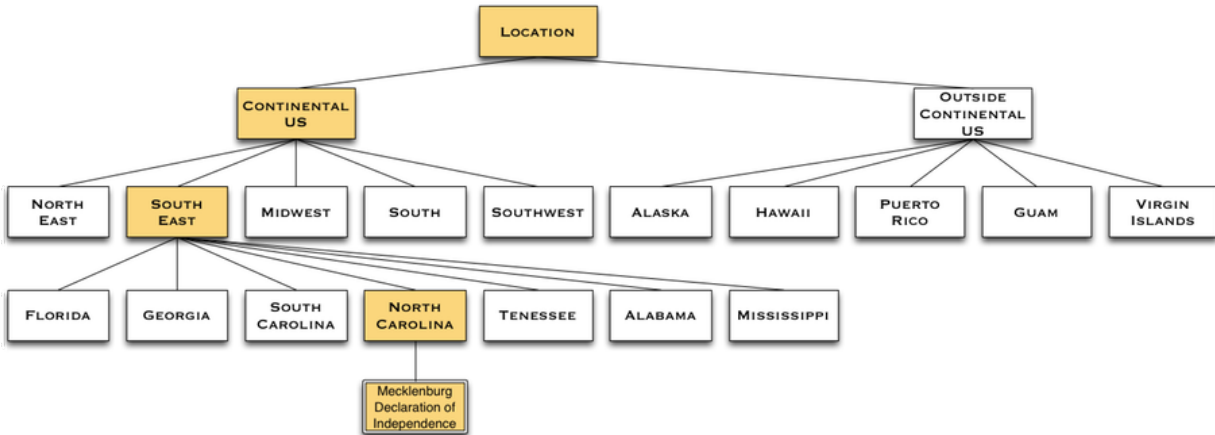 LOCATION
CONTINENTAL
US
OUTSIDE
CONTINENTAL
US
NORTH
EAST
SOUTH
EAST
MIDWEST
SOUTH
SOUTHWEST
ALASKA
HAWAII
PUERTO
RICO
GUAM
VIRGIN
ISLANDS
FLORIDA
GEORGIA
SOUTH
CAROLINA
NORTH
CAROLINA
TENESSEE
ALABAMA
MISSISSIPPI
Mecklenburg
Declaration of
Independence